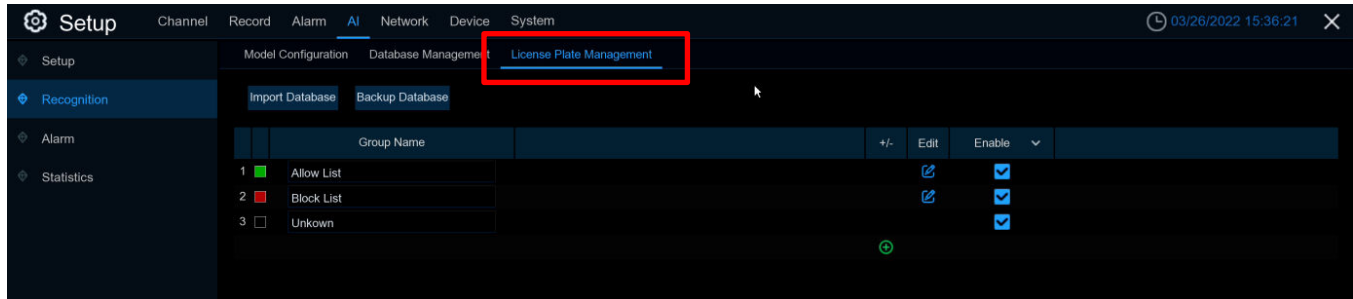 Setup Channel Record Alarm AI Network Device System 03/26/2022 15:36:21
Setup Model Configuration Database Management License Plate Management
Recognition Import Database Backup Database
Alarm Group Name +/- Edit Enable
1 Allow List
Statistics
2 Block List
3 Unkown